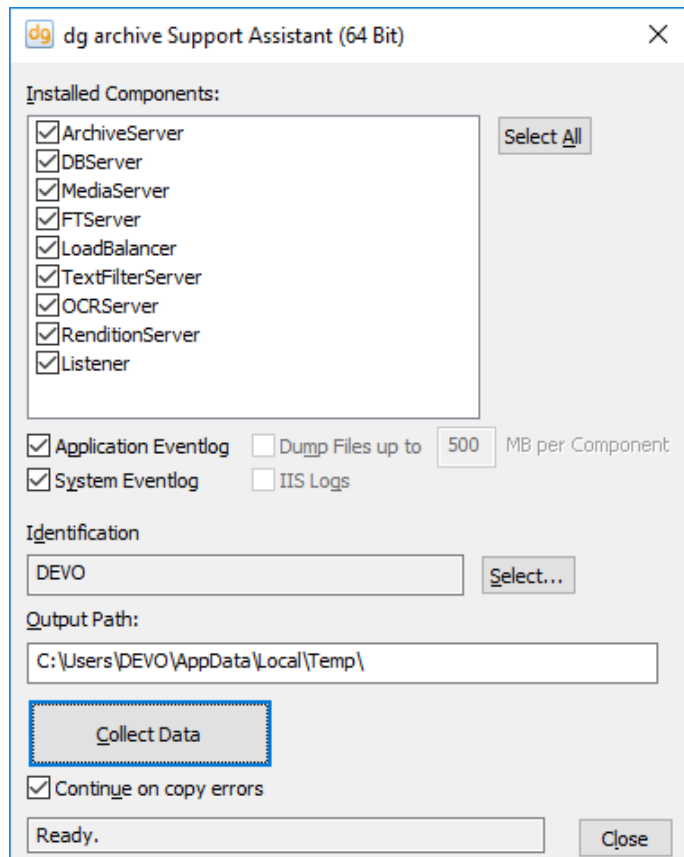 dg dg archive Support Assistant (64 Bit)
Installed Components:
ArchiveServer
Select All
DBServer
MediaServer
FTServer
LoadBalancer
TextFilterServer
OCRServer
RenditionServer
Listener
Application Eventlog Dump Files up to 500 MB per Component
System Eventlog IIS Logs
Identification
DEVO Select...
Output Path:
C:\Users\DEVO\AppData\Local\Temp\
Collect Data
Continue on copy errors
Ready. Close